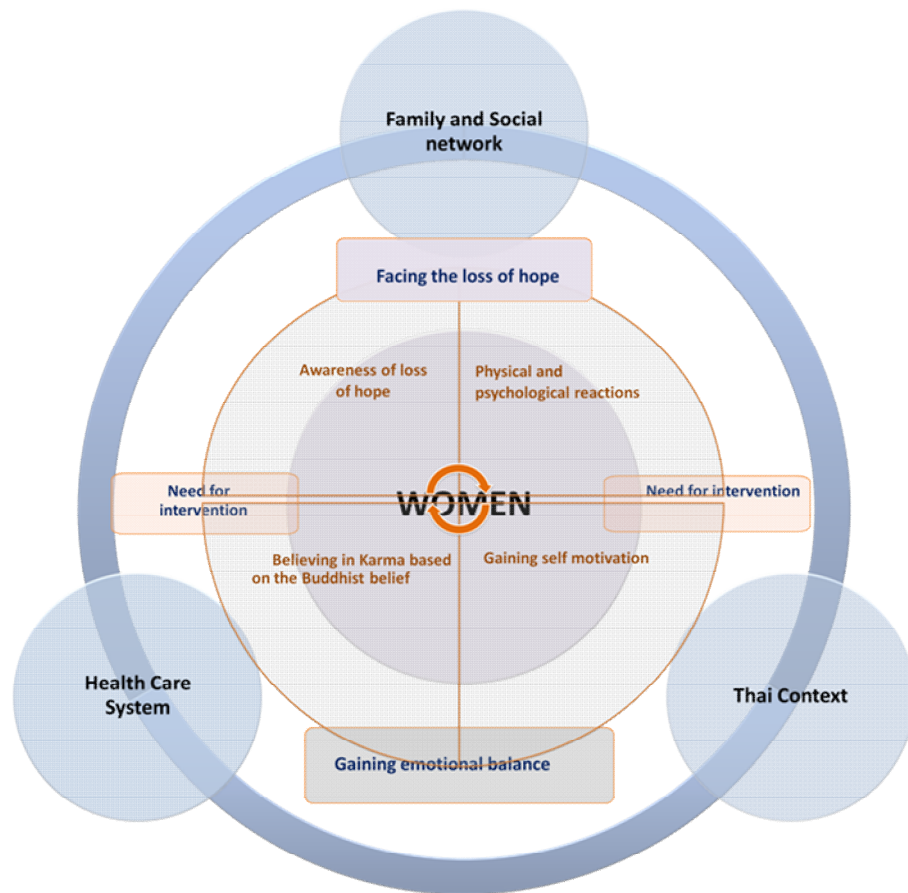 Family and Social
network
Facing the loss of hope
Awareness of loss
of hope
Physical and
psychological reactions
Need for
intervention
WOMEN
Need for intervention
Believing in Karma based
on the Buddhist belief
Gaining self motivation
Health Care
System
Thai Context
Gaining emotional balance